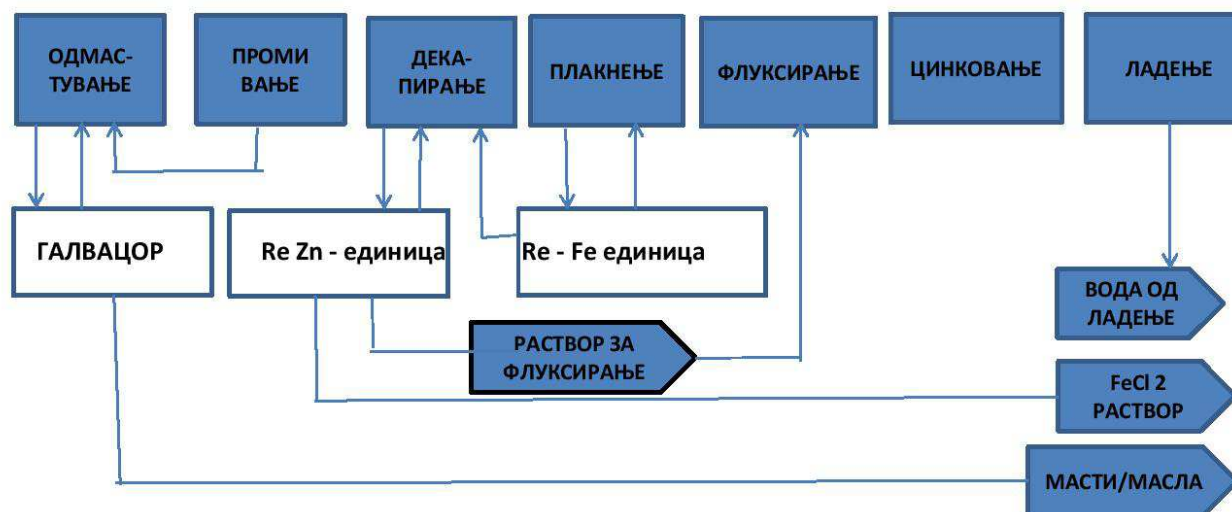 ОДМАС-
ТУВАЊЕ
ПРОМИ
ВАЊЕ
ДЕКА-
ПИРАЊЕ
ПЛАКНЕЊЕ
ФЛУКСИРАЊЕ
ЦИНКОВАЊЕ
ЛАДЕЊЕ
ГАЛВАЦОР
Re Zn - единица
Re - Fe единица
ВОДА ОД
ЛАДЕЊЕ
РАСТВОР ЗА
ФЛУКСИРАЊЕ
FeCl 2
РАСТВОР
МАСТИ/МАСЛА